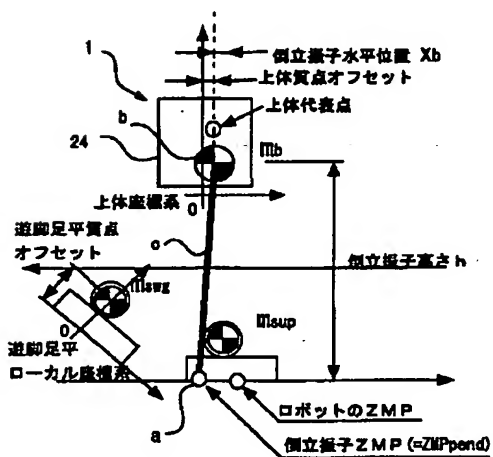 倒立振子水平位置 Xb
上体質点オフセット
1
上体代表点
b
24
Mb
上体座標系
0
遊脚足平質点
オフセット
c
倒立振子高さh
Mswg
Msup
0
遊脚足平
ローカル座標系
a
ロボットのZMP
倒立振子ZMP(=ZMPpend)